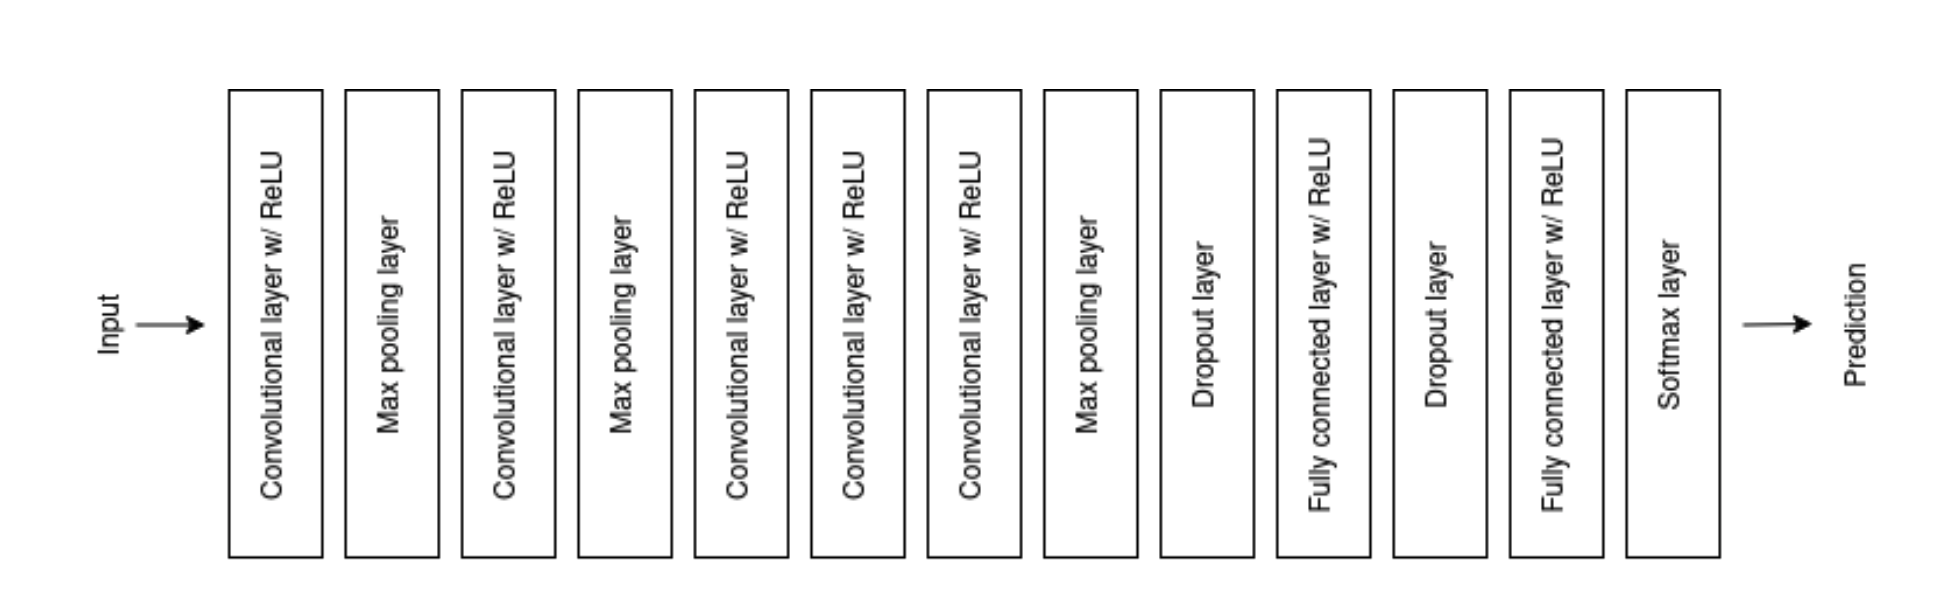 Input
Convolutional layer w/ ReLU
Max pooling layer
Convolutional layer w/ ReLU
Max pooling layer
Convolutional layer w/ ReLU
Convolutional layer w/ ReLU
Convolutional layer w/ ReLU
Max pooling layer
Dropout layer
Fully connected layer w/ ReLU
Dropout layer
Fully connected layer w/ ReLU
Softmax layer
Prediction